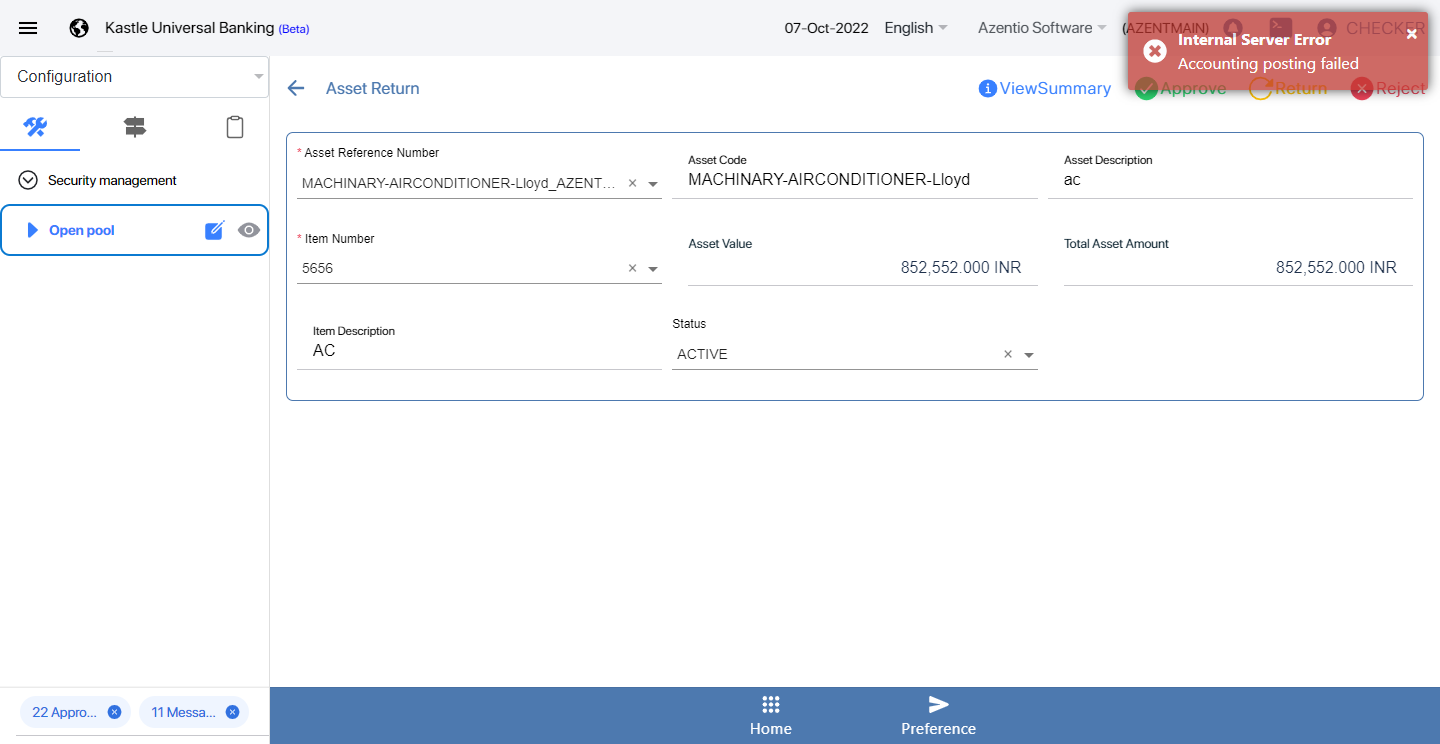 Kastle Universal Banking (Beta)
07-Oct-2022
English
Azentio Software
(AZENTMAIN)
CHECKER
Internal Server Error
Accounting posting failed
Configuration
Asset Return
ViewSummary
Approve
Return
Reject
Security management
Open pool
* Asset Reference Number
MACHINARY-AIRCONDITIONER-Lloyd_AZENT...
Asset Code
MACHINARY-AIRCONDITIONER-Lloyd
Asset Description
ac
* Item Number
5656
Asset Value
852,552.000 INR
Total Asset Amount
852,552.000 INR
Item Description
AC
Status
ACTIVE
22 Appro...
11 Messa...
Home
Preference